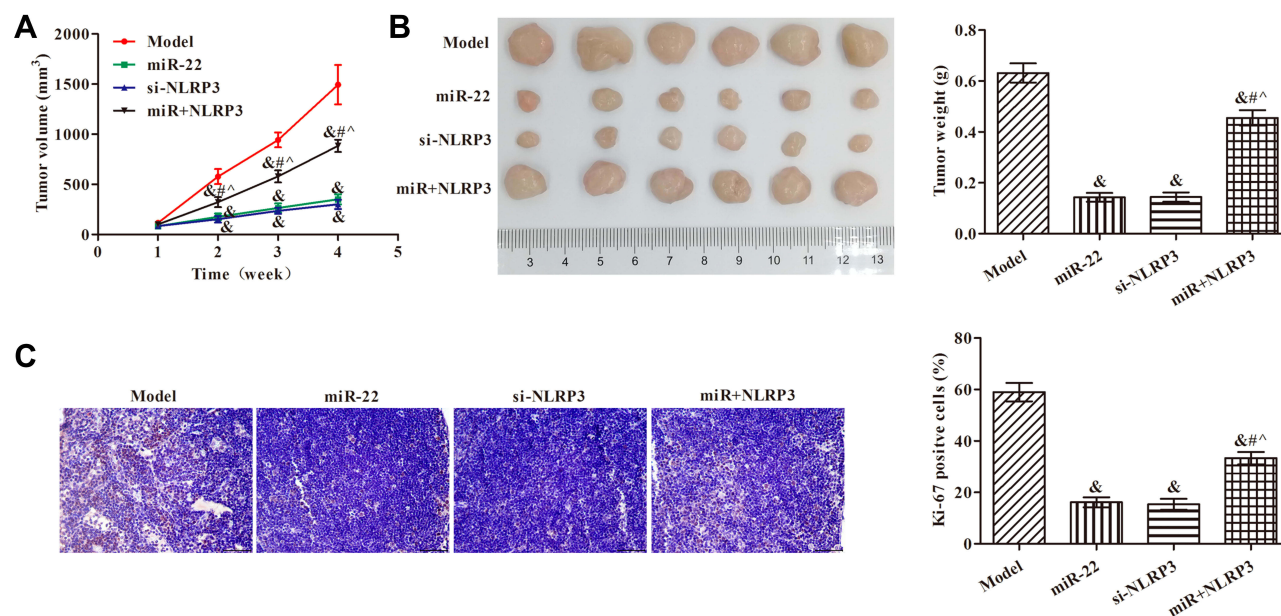 A
Tumor volume (mm³)
2000
1500
1000
500
0
0
1
2
3
4
5
Time（week）
Model
miR-22
si-NLRP3
miR+NLRP3
&#^
&#^
&#^
&
&
&
&
&
&
B
Model
miR-22
si-NLRP3
miR+NLRP3
3 4 5 6 7 8 9 10 11 12 13
Tumor weight (g)
0.8
0.6
0.4
0.2
0.0
&
&
&#^
Model
miR-22
si-NLRP3
miR+NLRP3
C
Model
miR-22
si-NLRP3
miR+NLRP3
Ki-67 positve cells (%)
80
60
40
20
0
&
&
&#^
Model
miR-22
si-NLRP3
miR+NLRP3